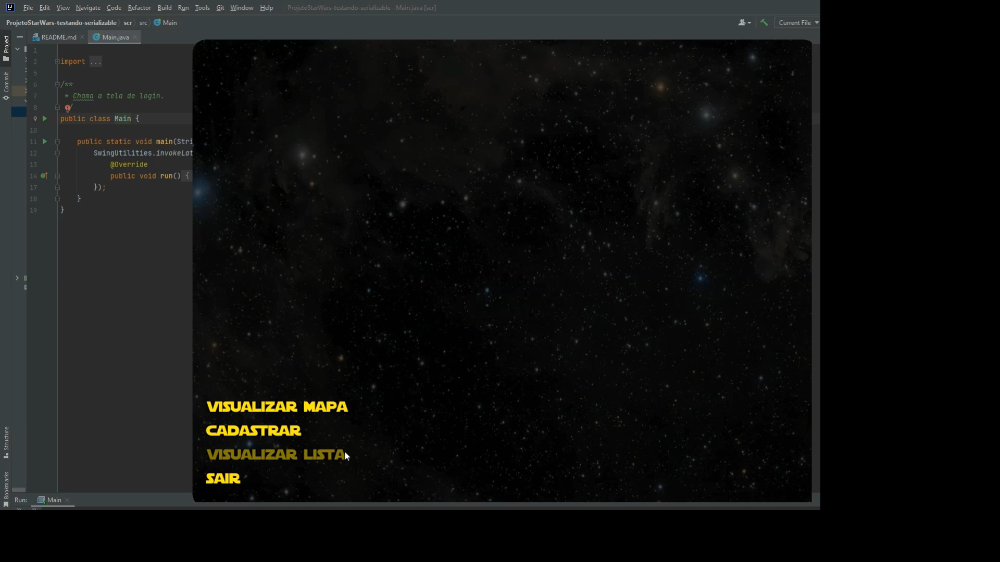 File Edit View Navigate Code Refactor Build Run Tools Git Window Help ProjetoStarWars-testando-serializable - Main.java [scr]
ProjetoStarWars-testando-serializable scr src Main
Current File
Project
Commit
Structure
Bookmarks
README.md Main.java
1
2 import ...
5
6 /**
7 * Chama a tela de login.
8 /
9 public class Main {
10
11 public static void main(Stri
12 SwingUtilities.invokeLat
13 @Override
14 public void run() {
17 });
18 }
19 }
VISUALIZAR MAPA
CADASTRAR
VISUALIZAR LISTA
SAIR
Run: Main